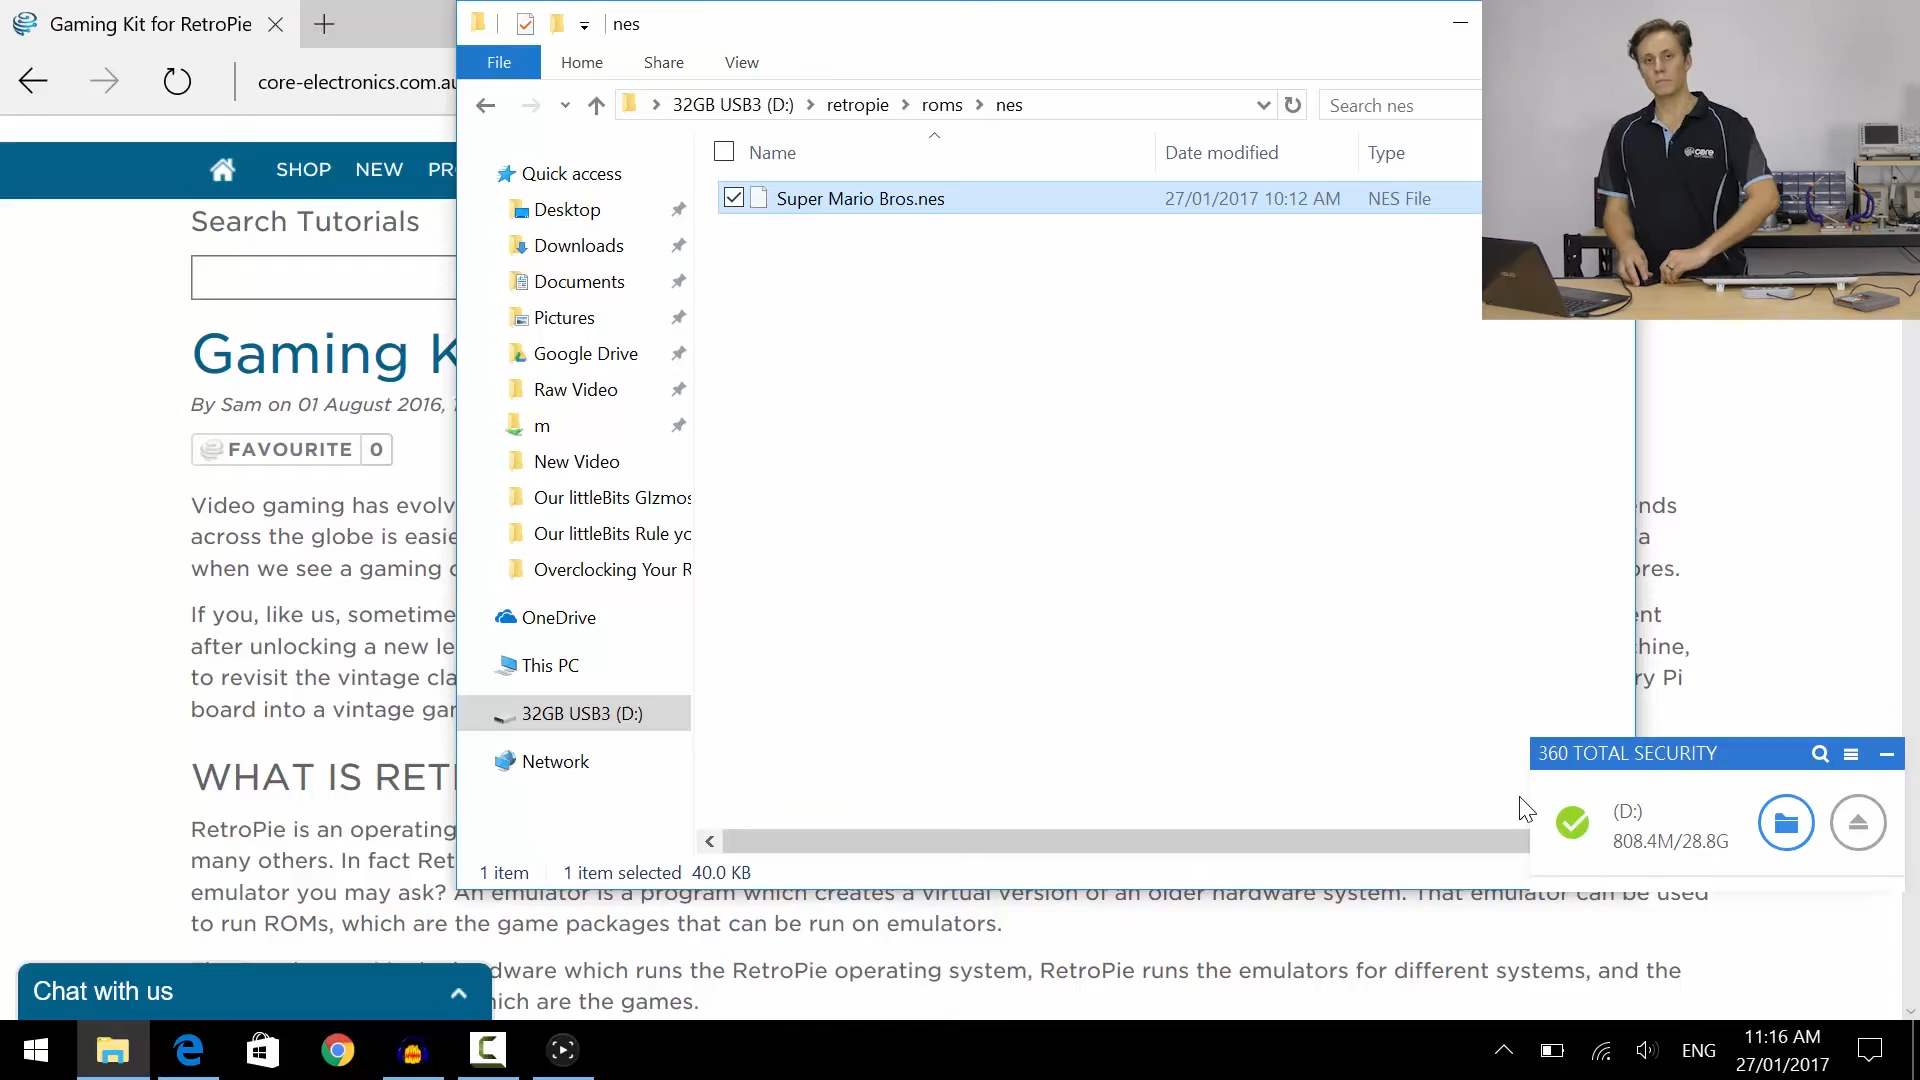 Gaming Kit for RetroPie
nes
File Home Share View
core-electronics.com.au
32GB USB3 (D:) retropie roms nes
Search nes
Name Date modified Type
Super Mario Bros.nes 27/01/2017 10:12 AM NES File
core
Quick access
Desktop
Downloads
Documents
Pictures
Google Drive
Raw Video
m
New Video
Our littleBits GIzmos
Our littleBits Rule yo
Overclocking Your R
OneDrive
This PC
32GB USB3 (D:)
Network
1 item 1 item selected 40.0 KB
SHOP NEW PR
Search Tutorials
Gaming K
By Sam on 01 August 2016,
FAVOURITE 0
Video gaming has evolv ends
across the globe is easie a
when we see a gaming c ores.
If you, like us, sometime ent
after unlocking a new le chine,
to revisit the vintage cla ry Pi
board into a vintage gar
WHAT IS RET
RetroPie is an operating
many others. In fact Ret
emulator you may ask? An emulator is a program which creates a virtual version of an older hardware system. That emulator can be used
to run ROMs, which are the game packages that can be run on emulators.
dware which runs the RetroPie operating system, RetroPie runs the emulators for different systems, and the
hich are the games.
360 TOTAL SECURITY
(D:)
808.4M/28.8G
Chat with us
ENG
11:16 AM
27/01/2017